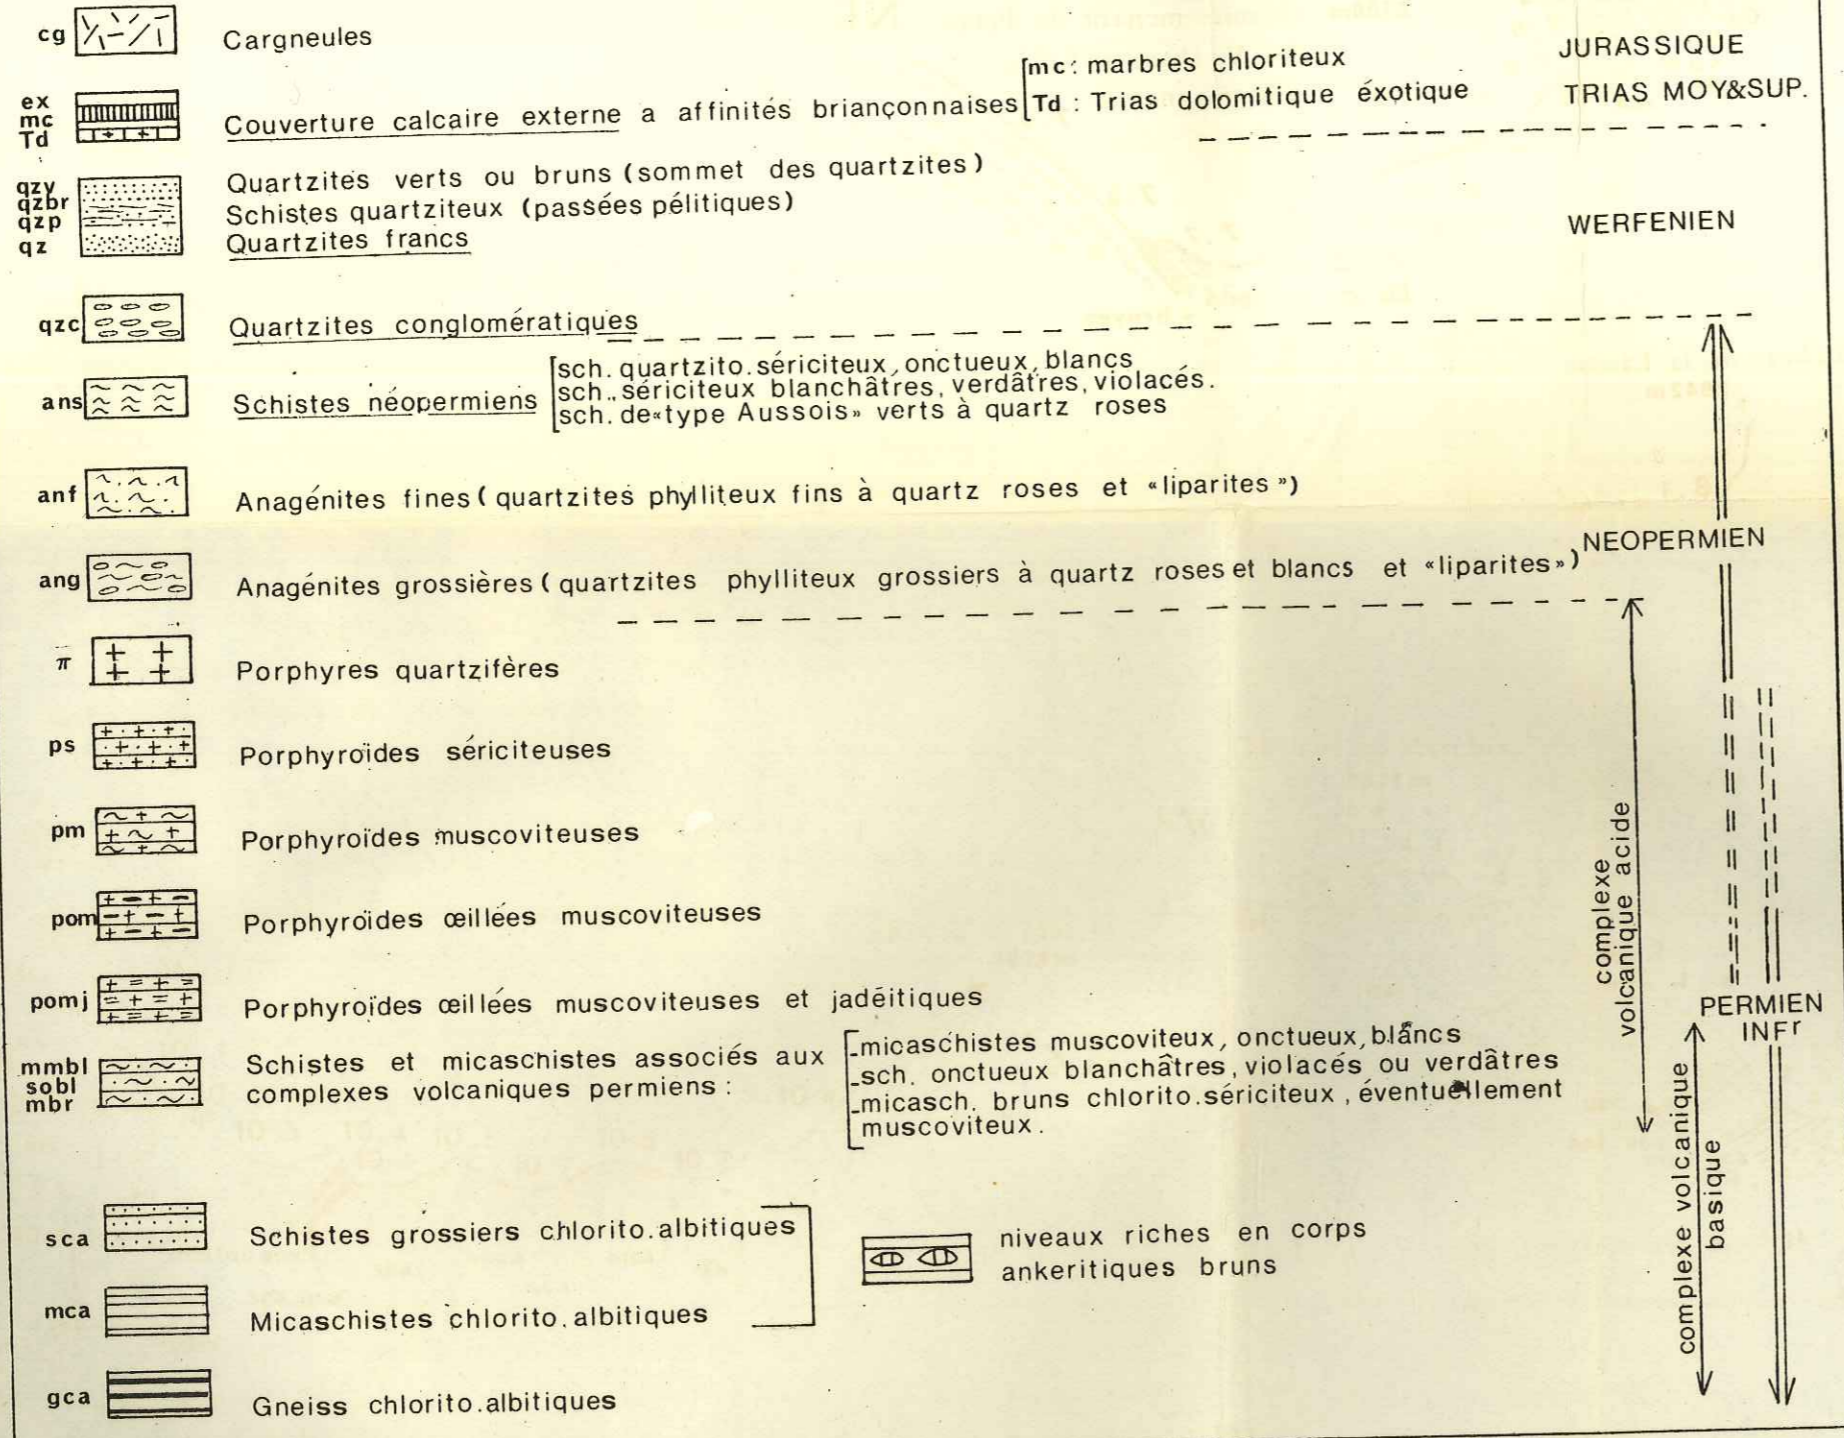 cg Cargneules
JURASSIQUE
[mc: marbres chloriteux
ex
mc
Td
Couverture calcaire externe a affinités briançonnaises [Td : Trias dolomitique éxotique
TRIAS MOY&SUP.
qzv Quartzites verts ou bruns (sommet des quartzites)
qzbr
qzp Schistes quartziteux (passées pélitiques)
qz Quartzites francs
WERFENIEN
qzc Quartzites conglomératiques
ans Schistes néopermiens
[sch. quartzito.sériciteux, onctueux, blancs
sch. sériciteux blanchâtres, verdâtres, violacés.
sch. de «type Aussois» verts à quartz roses
anf Anagénites fines ( quartzites phylliteux fins à quartz roses et «liparites»)
NEOPERMIEN
ang Anagénites grossières ( quartzites phylliteux grossiers à quartz roses et blancs et «liparites»)
π Porphyres quartzifères
ps Porphyroïdes sériciteuses
pm Porphyroïdes muscoviteuses
pom Porphyroïdes œillées muscoviteuses
complexe
volcanique acide
pomj Porphyroïdes œillées muscoviteuses et jadéitiques
PERMIEN
INFr
mmbl
sobl
mbr
Schistes et micaschistes associés aux
complexes volcaniques permiens :
[-micaschistes muscoviteux, onctueux, blancs
-sch. onctueux blanchâtres, violacés ou verdâtres
-micasch. bruns chlorito.sériciteux, éventuellement
muscoviteux.
complexe volcanique
basique
sca Schistes grossiers chlorito.albitiques
niveaux riches en corps
ankeritiques bruns
mca Micaschistes chlorito.albitiques
gca Gneiss chlorito.albitiques